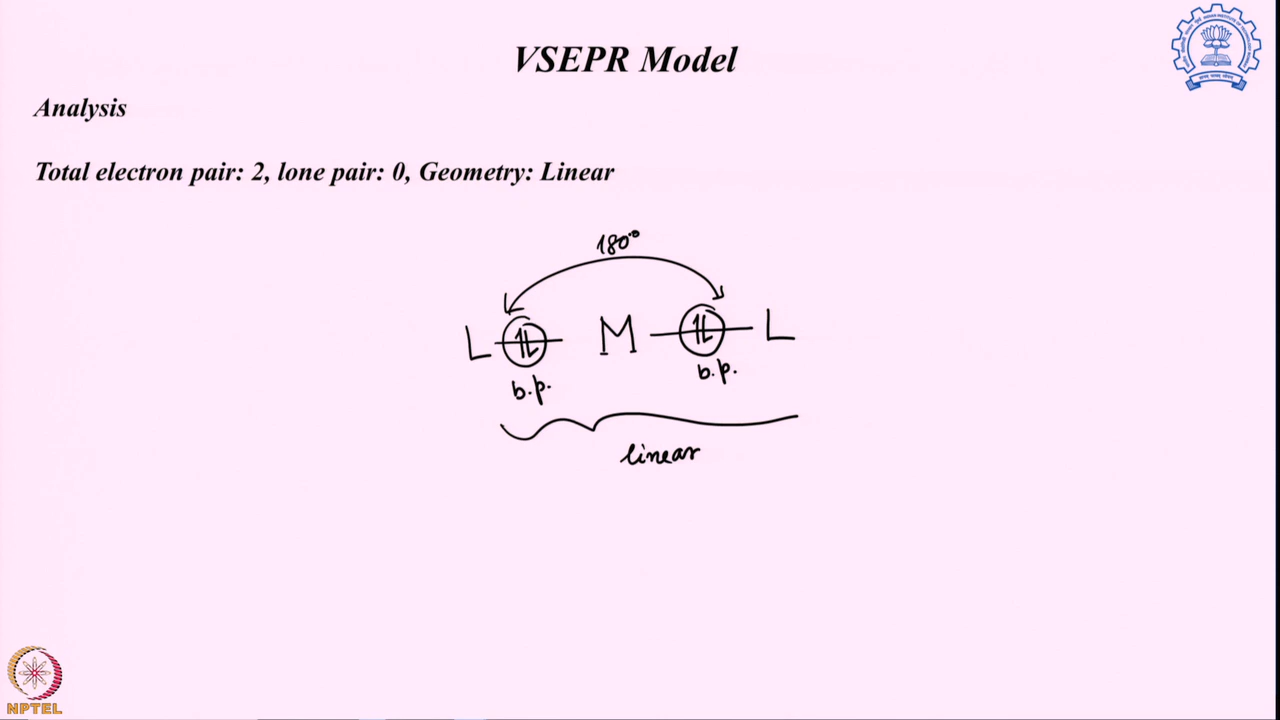 VSEPR Model
Analysis
Total electron pair: 2, lone pair: 0, Geometry: Linear
180°
L M L
b.p. b.p.
linear
NPTEL